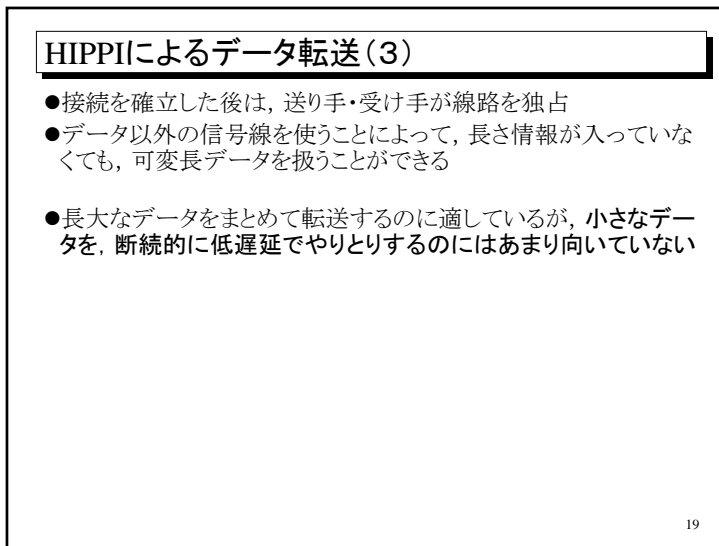 HIPPIによるデータ転送(3)
●接続を確立した後は, 送り手・受け手が線路を独占
●データ以外の信号線を使うことによって, 長さ情報が入っていな
くても, 可変長データを扱うことができる
●長大なデータをまとめて転送するのに適しているが, 小さなデー
タを, 断続的に低遅延でやりとりするのにはあまり向いていない
19